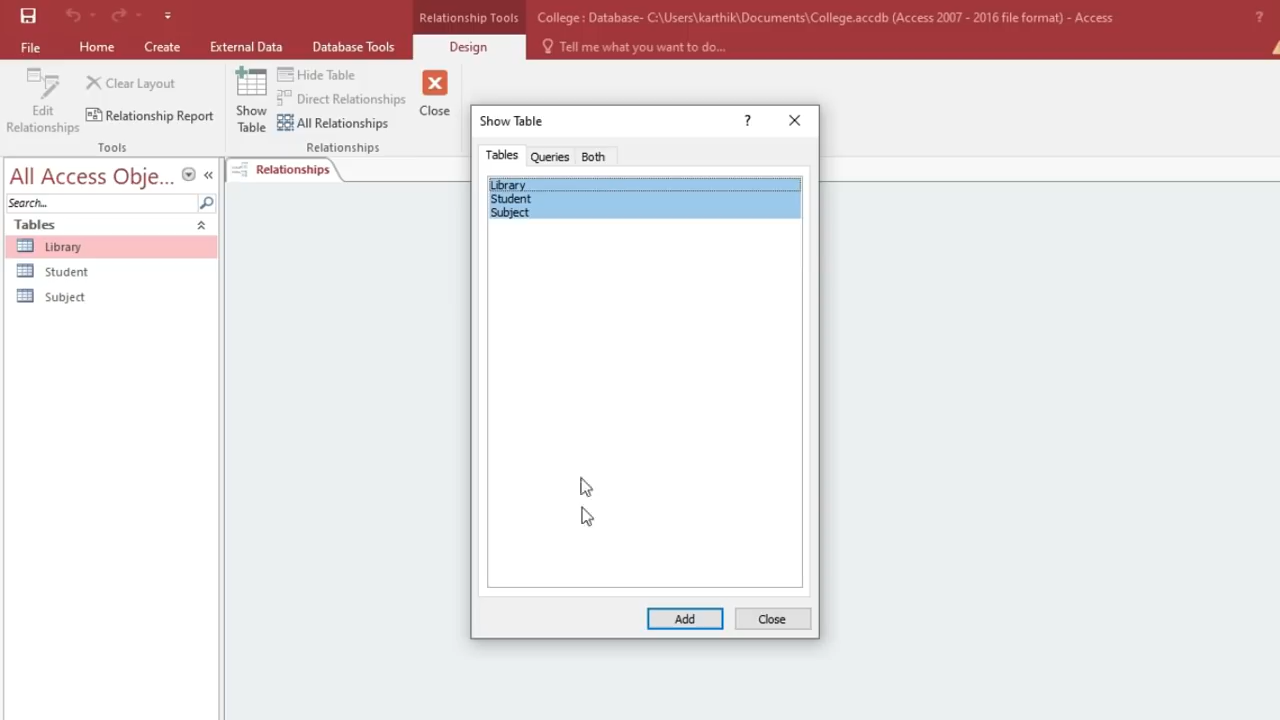 Relationship Tools
College : Database- C:\Users\karthik\Documents\College.accdb (Access 2007 - 2016 file format) - Access
?
File
Home
Create
External Data
Database Tools
Design
Tell me what you want to do...
Edit
Relationships
Clear Layout
Relationship Report
Tools
Show
Table
Hide Table
Direct Relationships
All Relationships
Relationships
Close
All Access Obje...
«
Search...
Tables
Library
Student
Subject
Relationships
Show Table
?
Tables
Queries
Both
Library
Student
Subject
Add
Close